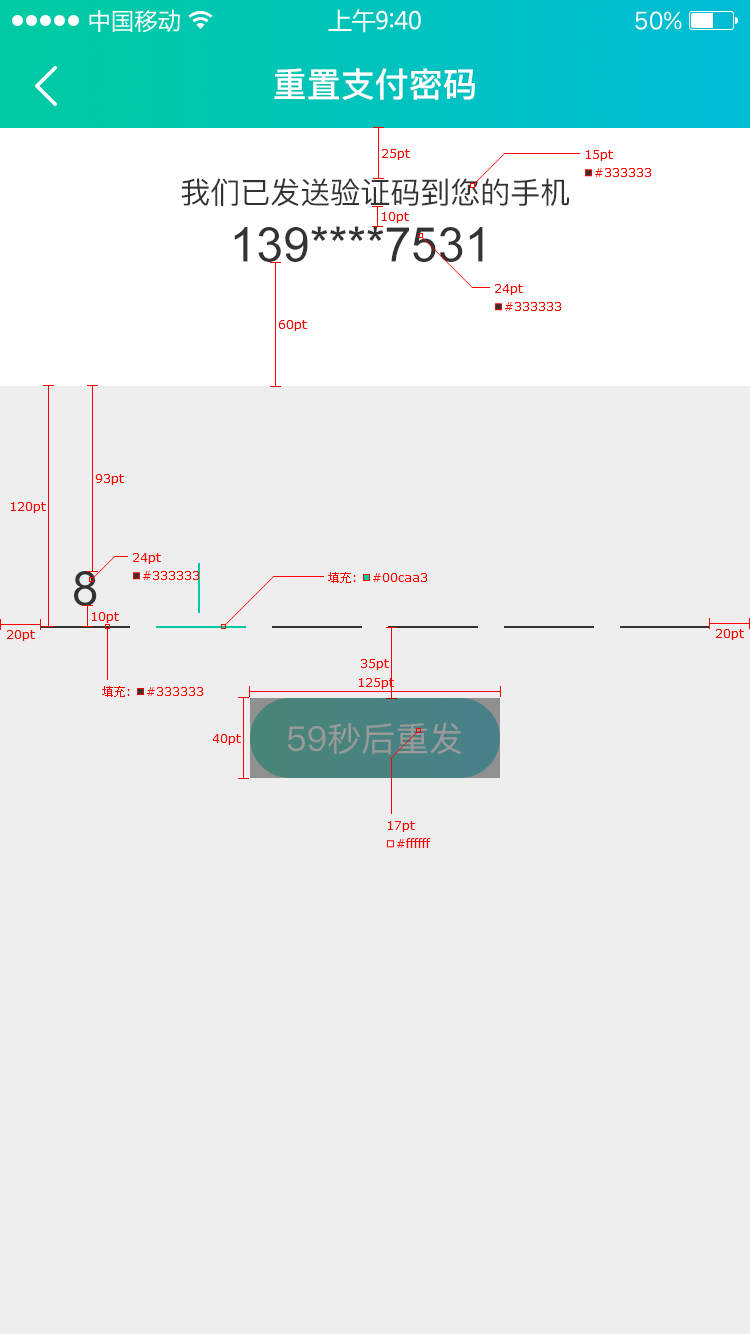 中国移动 上午9:40 50%
重置支付密码
25pt
15pt
#333333
我们已发送验证码到您的手机
10pt
139****7531
24pt
#333333
60pt
93pt
120pt
24pt
#333333
填充: #00caa3
8
10pt
20pt
20pt
35pt
125pt
填充: #333333
40pt
59秒后重发
17pt
#ffffff